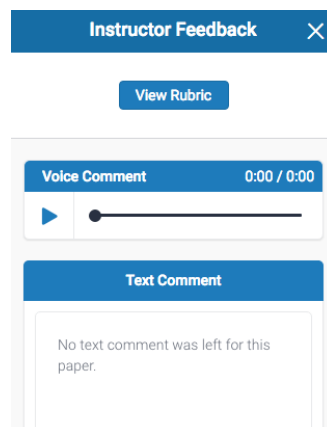 Instructor Feedback
View Rubric
Voice Comment 0:00 / 0:00
Text Comment
No text comment was left for this
paper.